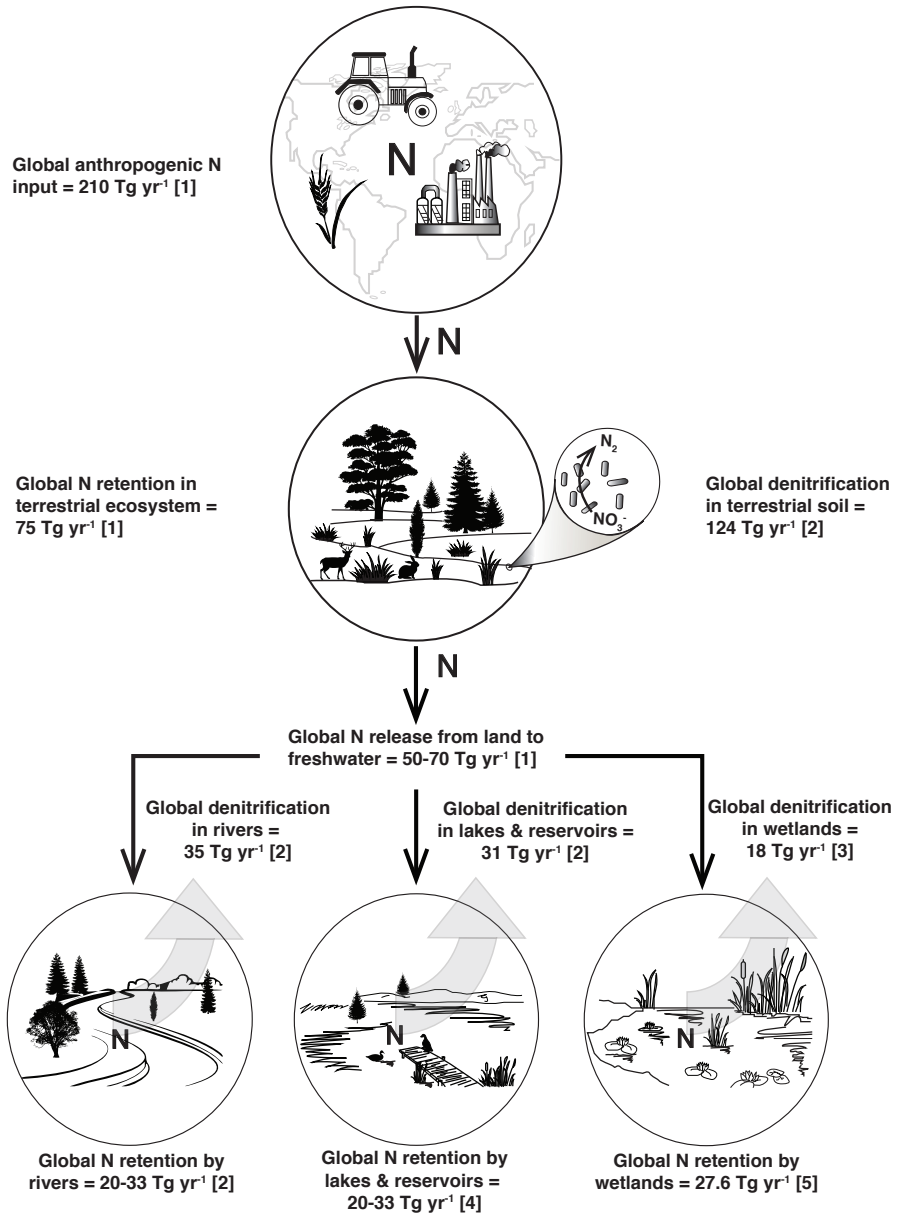 Global anthropogenic N
input = 210 Tg yr⁻¹ [1]
N
N
Global N retention in
terrestrial ecosystem =
75 Tg yr⁻¹ [1]
N₂
NO₃⁻
Global denitrification
in terrestrial soil =
124 Tg yr⁻¹ [2]
N
Global N release from land to
freshwater = 50-70 Tg yr⁻¹ [1]
Global denitrification
in rivers =
35 Tg yr⁻¹ [2]
Global denitrification
in lakes & reservoirs =
31 Tg yr⁻¹ [2]
Global denitrification
in wetlands =
18 Tg yr⁻¹ [3]
N
N
N
Global N retention by
rivers = 20-33 Tg yr⁻¹ [2]
Global N retention by
lakes & reservoirs =
20-33 Tg yr⁻¹ [4]
Global N retention by
wetlands = 27.6 Tg yr⁻¹ [5]